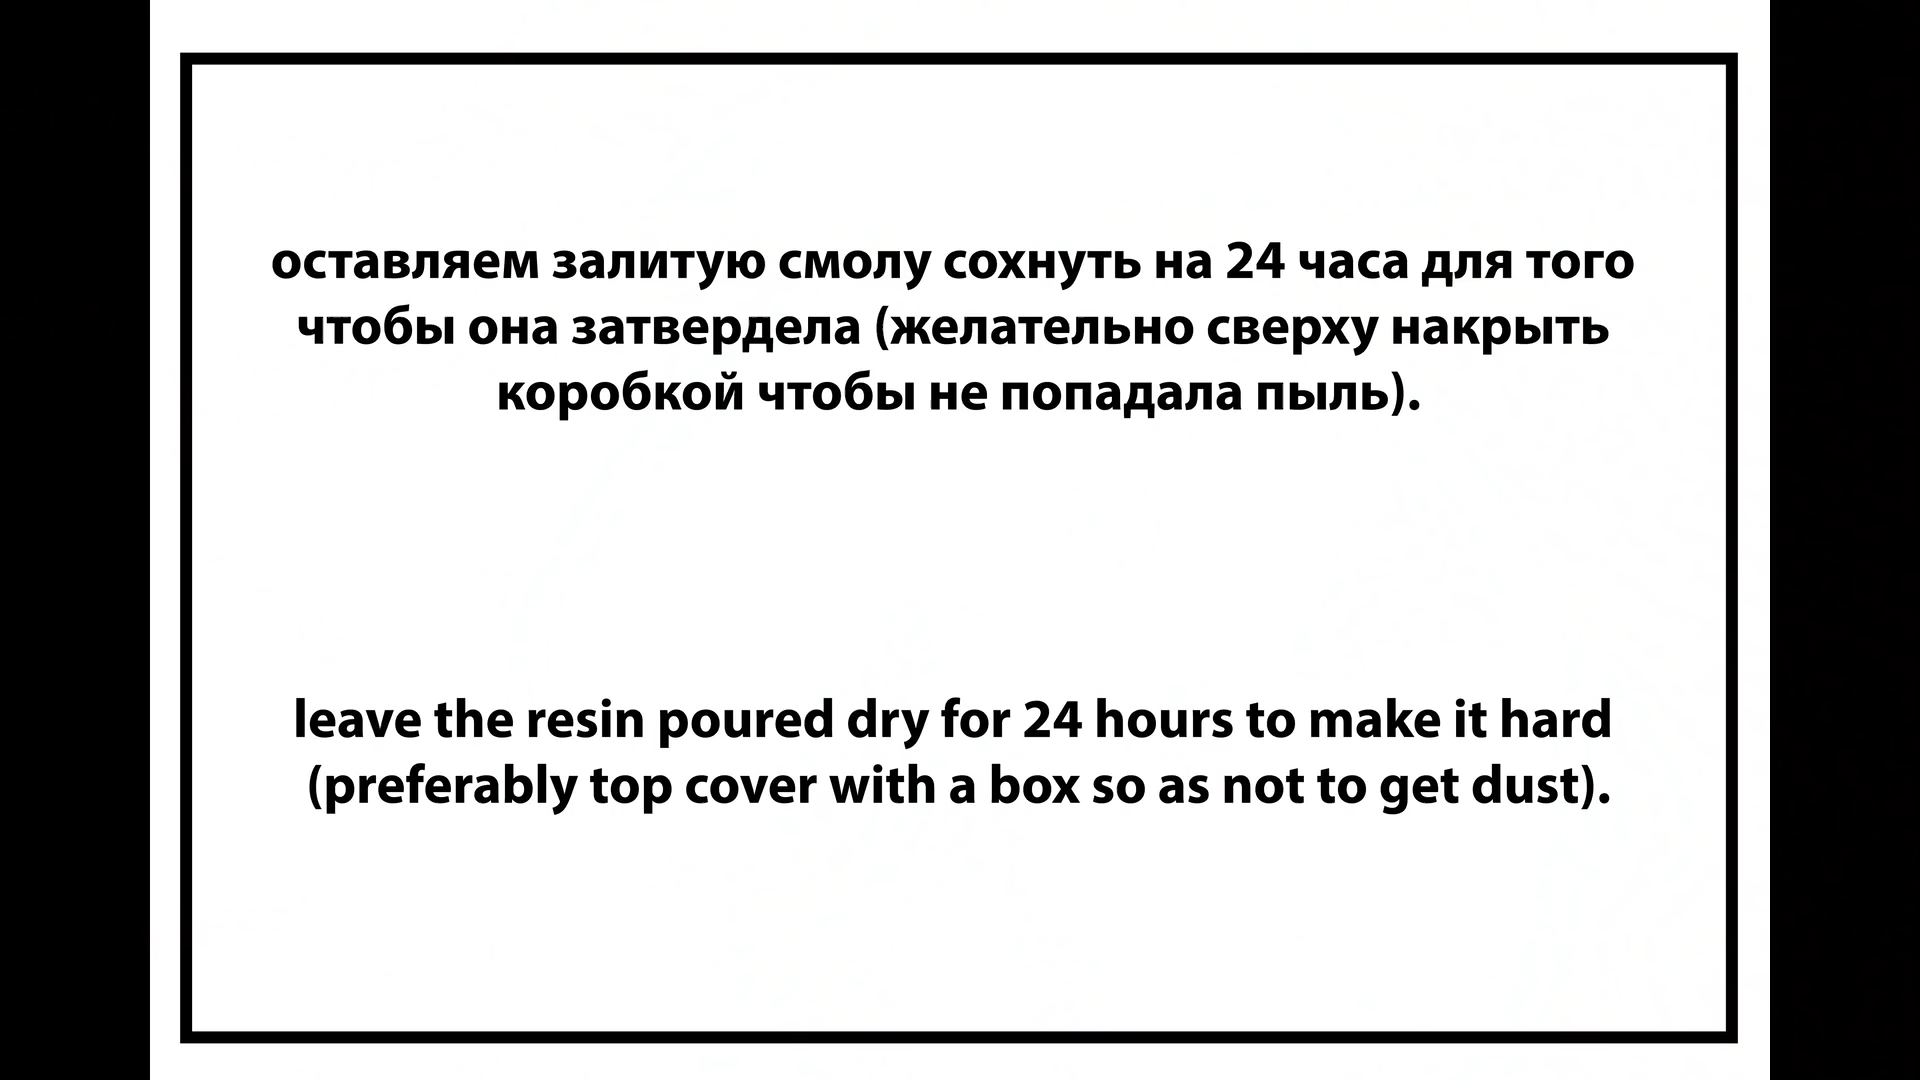 оставляем залитую смолу сохнуть на 24 часа для того
чтобы она затвердела (желательно сверху накрыть
коробкой чтобы не попадала пыль).
leave the resin poured dry for 24 hours to make it hard
(preferably top cover with a box so as not to get dust).